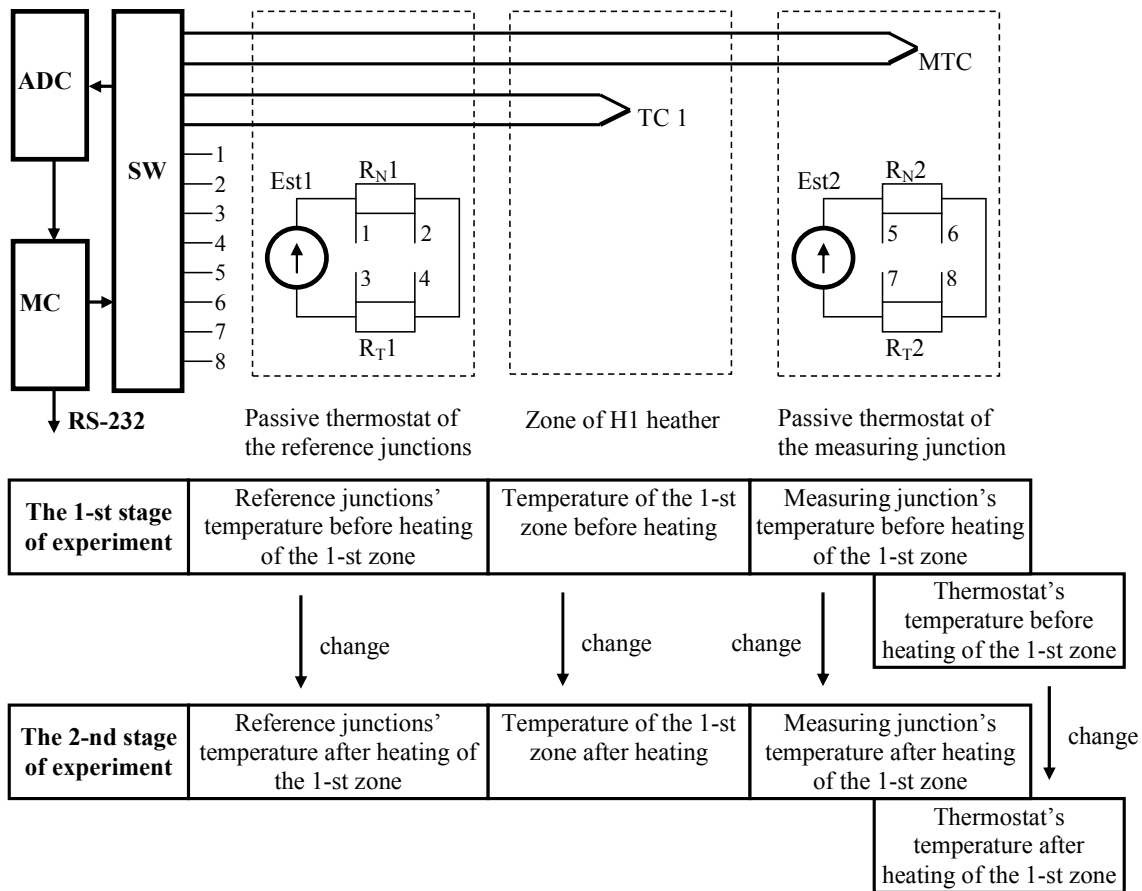 ADC
SW
MC
RS-232
MTC
TC 1
1
2
3
4
5
6
7
8
Est1
R_N1
1
2
3
4
R_T1
Est2
R_N2
5
6
7
8
R_T2
Passive thermostat of
the reference junctions
Zone of H1 heather
Passive thermostat of
the measuring junction
The 1-st stage
of experiment
Reference junctions’
temperature before heating
of the 1-st zone
Temperature of the 1-st
zone before heating
Measuring junction’s
temperature before heating
of the 1-st zone
Thermostat’s
temperature before
heating of the 1-st zone
change
change
change
change
The 2-nd stage
of experiment
Reference junctions’
temperature after heating of
the 1-st zone
Temperature of the 1-st
zone after heating
Measuring junction’s
temperature after heating
of the 1-st zone
Thermostat’s
temperature after
heating of the 1-st zone